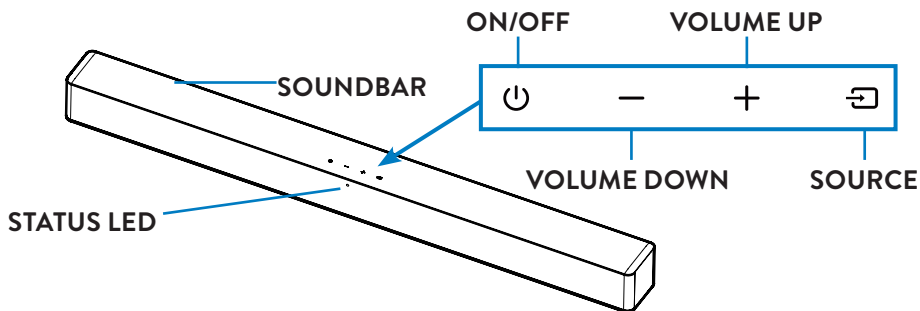 ON/OFF
VOLUME UP
SOUNDBAR
VOLUME DOWN
SOURCE
STATUS LED